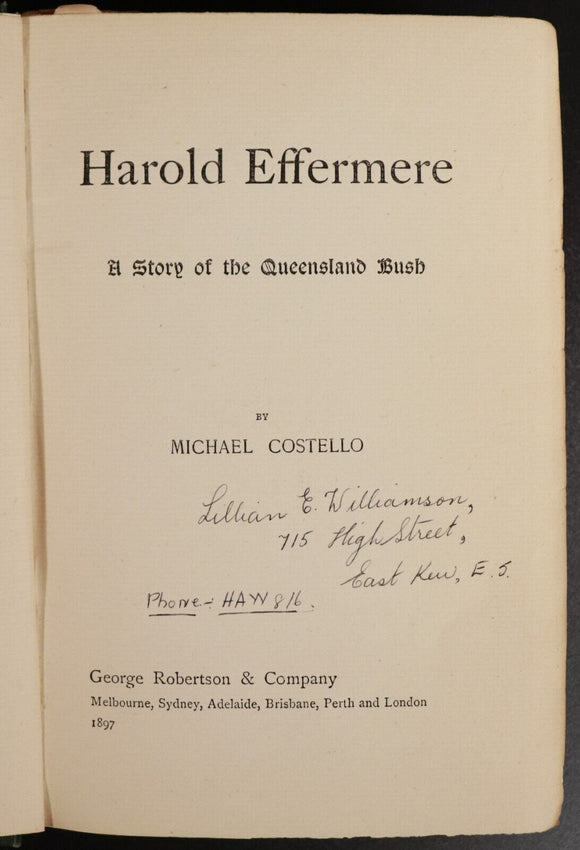 Harold Effermere
A Story of the Queensland Bush
BY
MICHAEL COSTELLO
Lillian E. Williamson,
715 High Street,
East Kew, E. 5.
Phone:- HAW 816.
George Robertson & Company
Melbourne, Sydney, Adelaide, Brisbane, Perth and London
1897